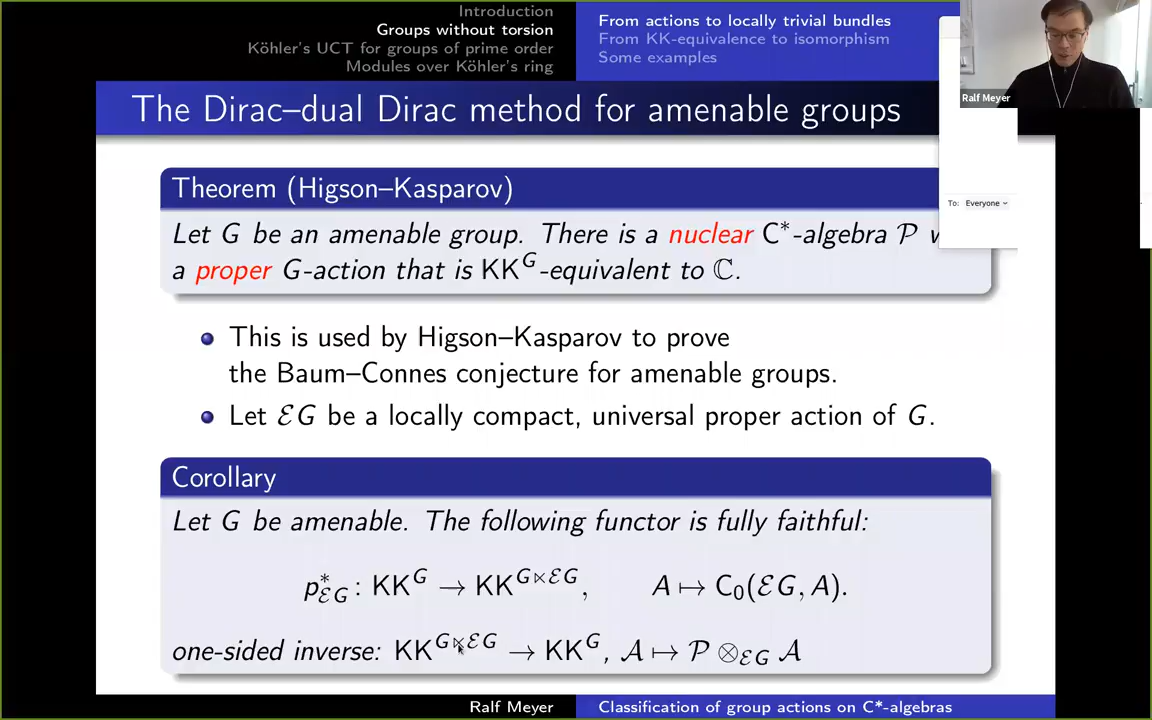 Introduction
Groups without torsion
Köhler's UCT for groups of prime order
Modules over Köhler's ring
From actions to locally trivial bundles
From KK-equivalence to isomorphism
Some examples
Ralf Meyer
To: Everyone
The Dirac–dual Dirac method for amenable groups
Theorem (Higson–Kasparov)
Let G be an amenable group. There is a nuclear C*-algebra 𝒫
a proper G-action that is KK^G-equivalent to ℂ.
This is used by Higson–Kasparov to prove
the Baum–Connes conjecture for amenable groups.
Let ℰG be a locally compact, universal proper action of G.
Corollary
Let G be amenable. The following functor is fully faithful:
p*_{ℰG}: KK^G → KK^{G⋉ℰG}, A ↦ C₀(ℰG, A).
one-sided inverse: KK^{G⋉ℰG} → KK^G, 𝒜 ↦ 𝒫 ⊗_{ℰG} 𝒜
Ralf Meyer
Classification of group actions on C*-algebras